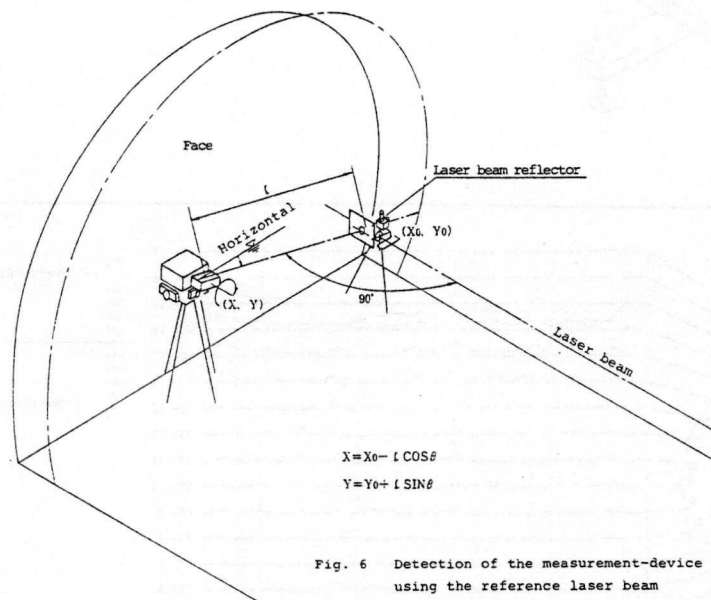 Face
Laser beam reflector
ℓ
Horizontal
(X0, Y0)
(X, Y)
90°
Laser beam
X=X0− ℓ COSθ
Y=Y0+ ℓ SINθ
Fig. 6 Detection of the measurement-device
using the reference laser beam